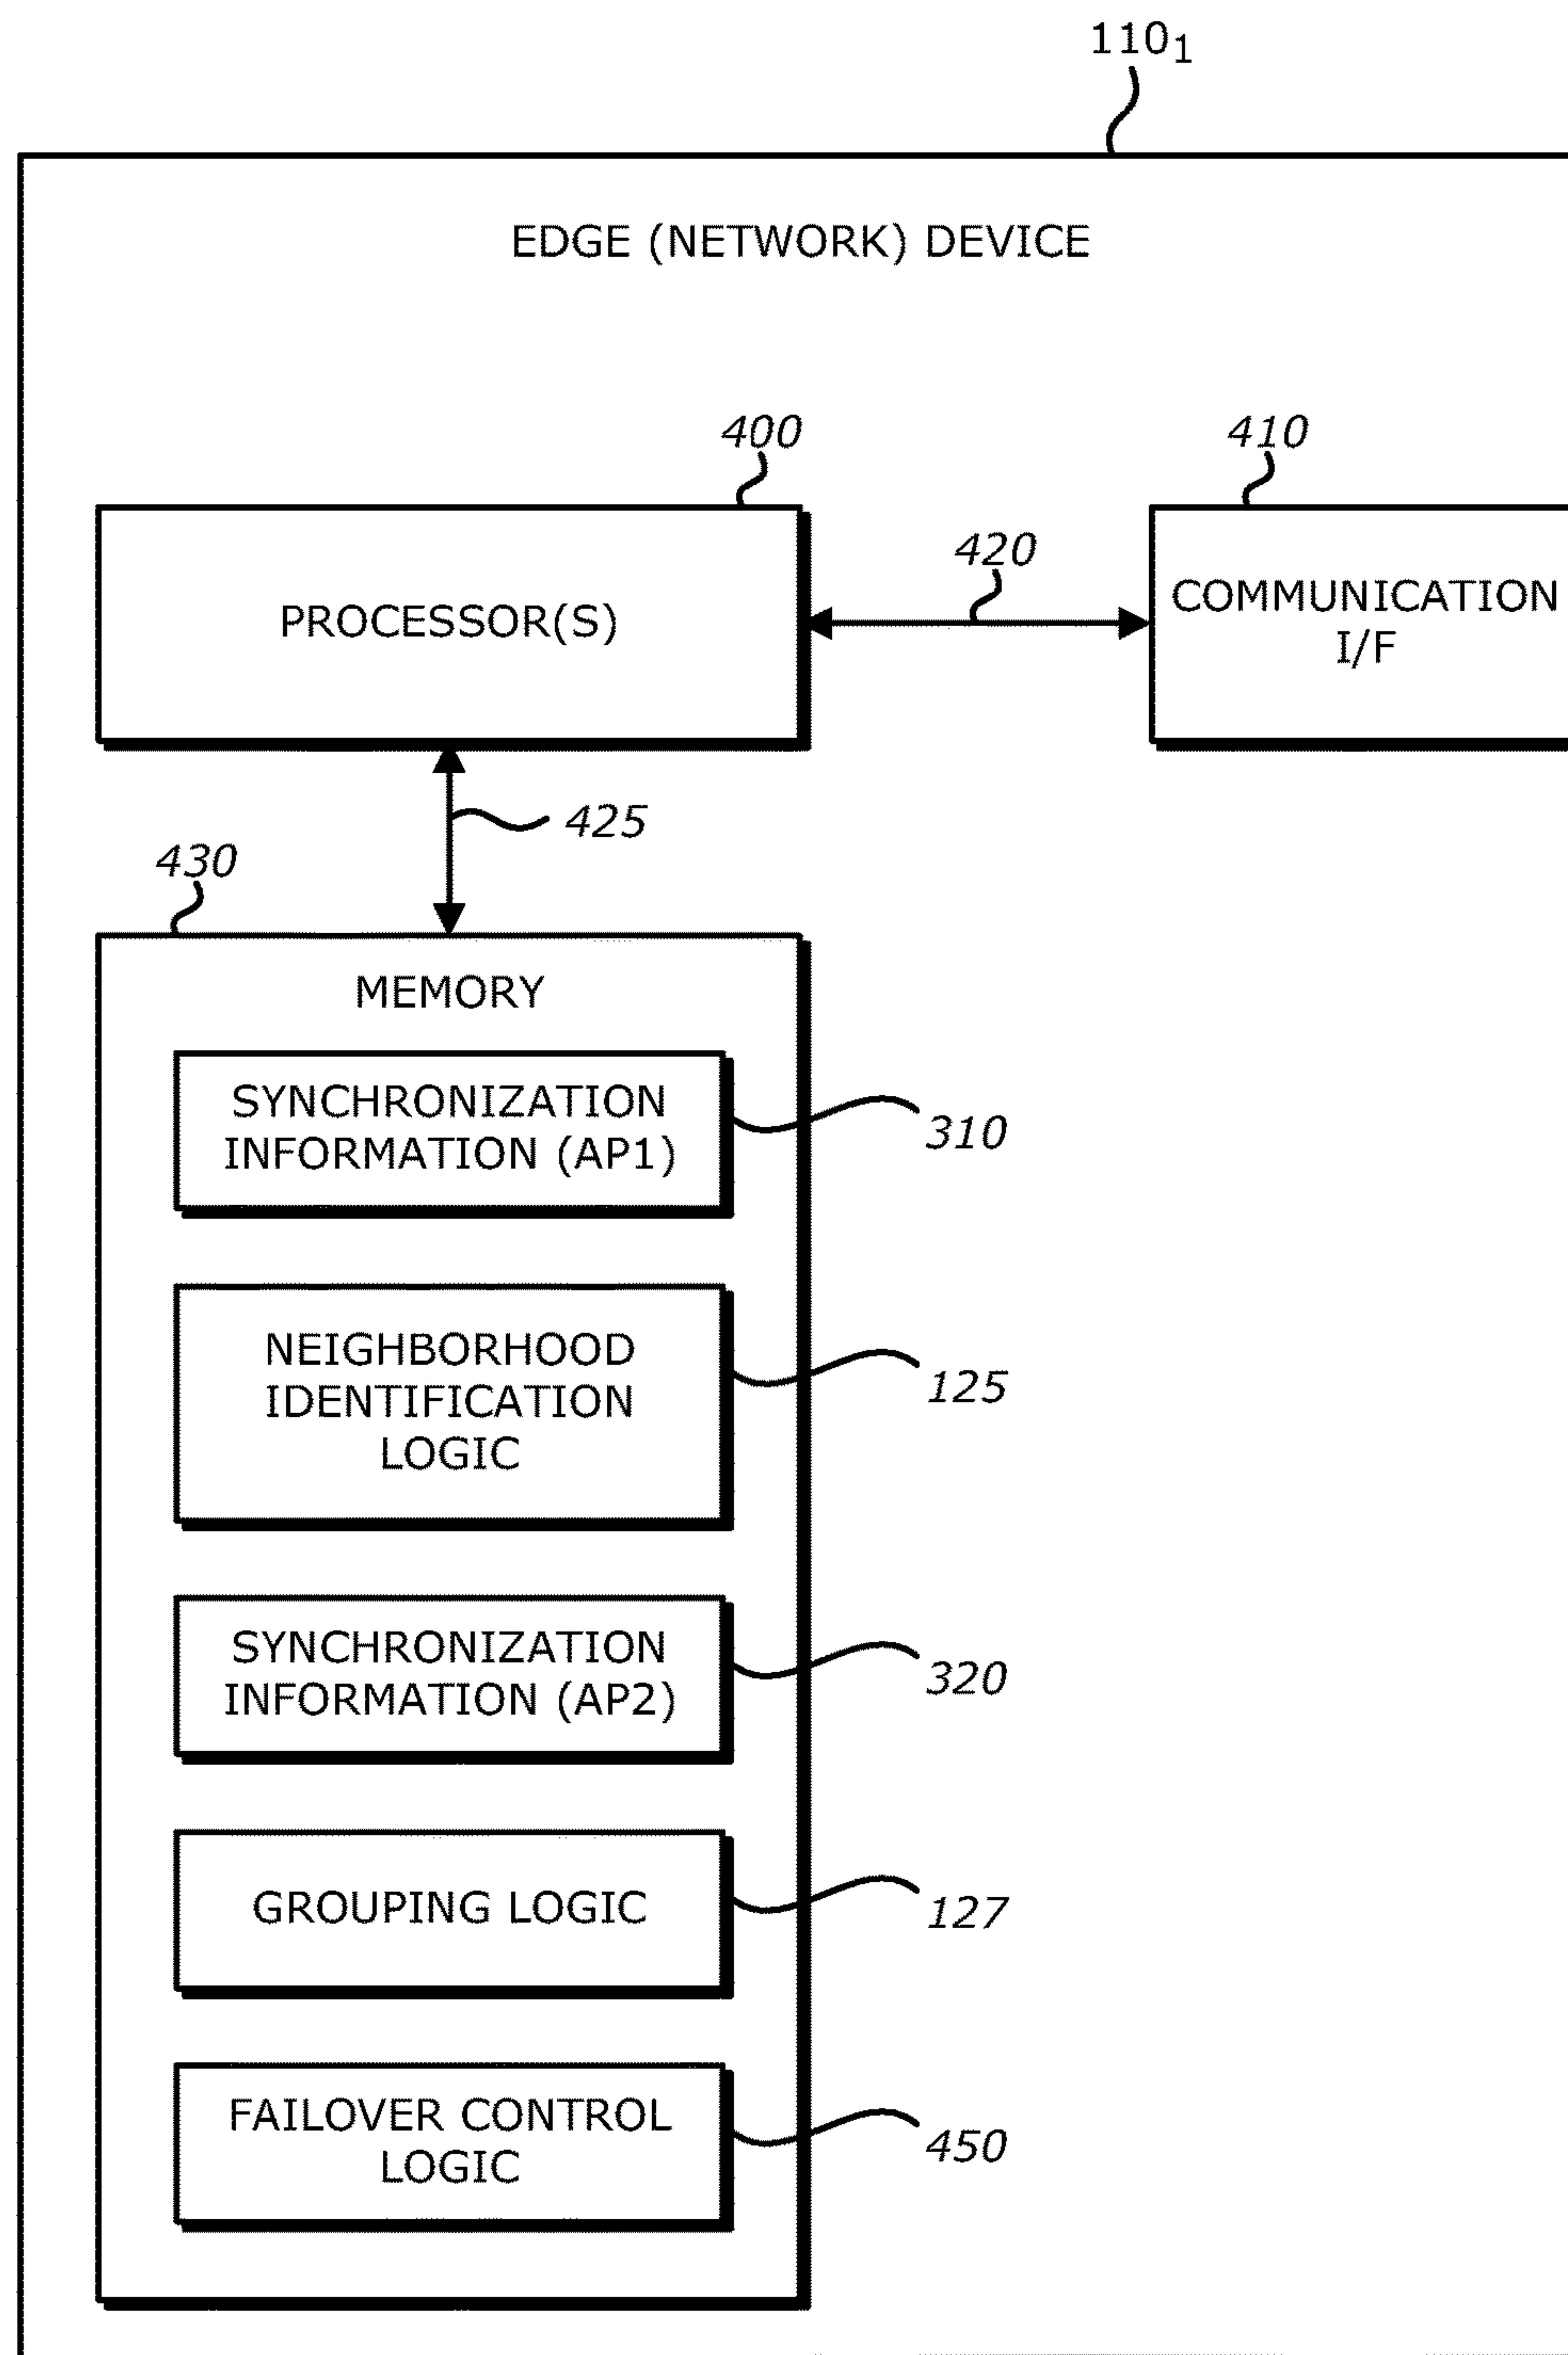 110₁
EDGE (NETWORK) DEVICE
400
410
PROCESSOR(S)
420
COMMUNICATION
I/F
425
430
MEMORY
SYNCHRONIZATION
INFORMATION (AP1)
310
NEIGHBORHOOD
IDENTIFICATION
LOGIC
125
SYNCHRONIZATION
INFORMATION (AP2)
320
GROUPING LOGIC
127
FAILOVER CONTROL
LOGIC
450